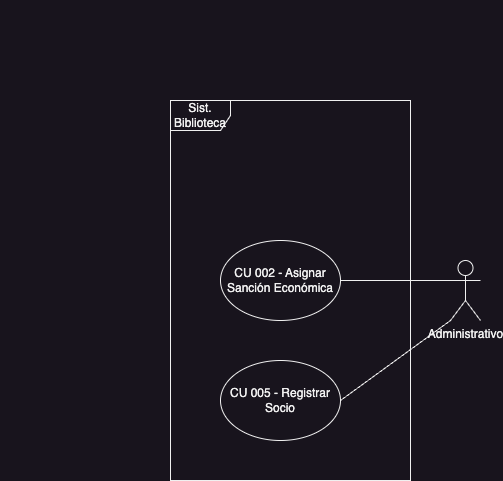 Sist.
Biblioteca
CU 002 - Asignar
Sanción Económica
Administrativo
CU 005 - Registrar
Socio